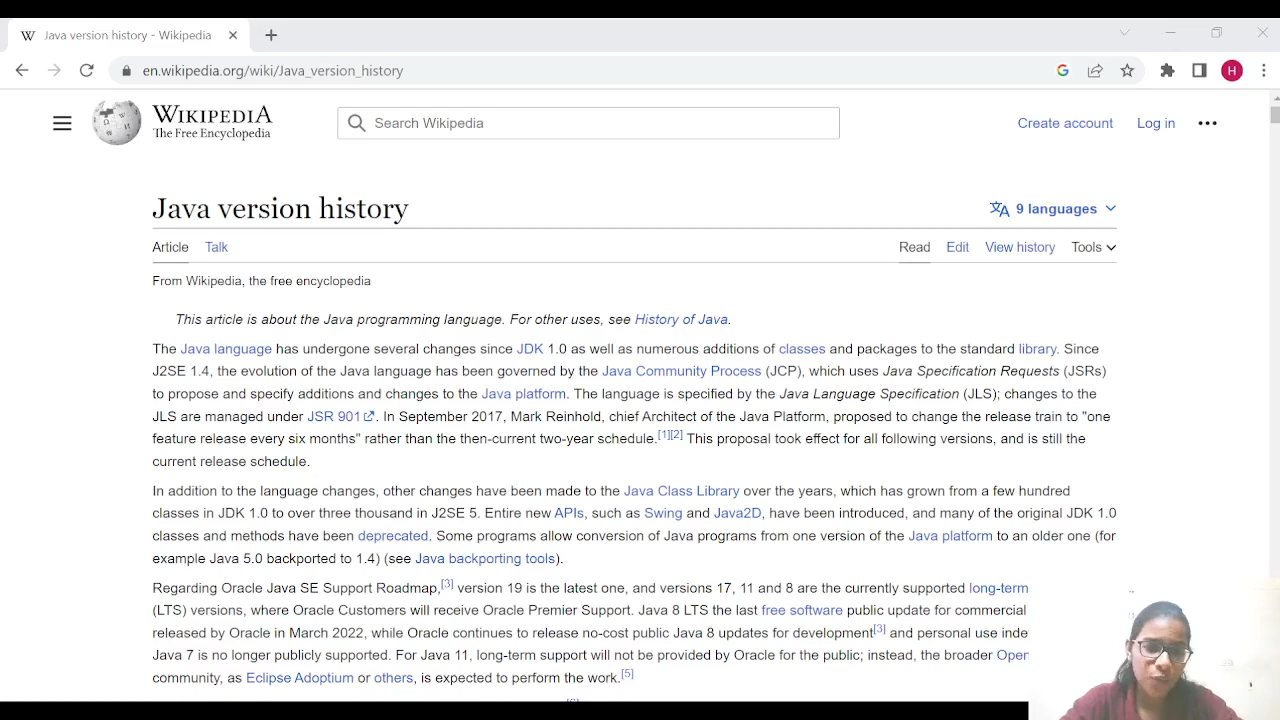 Java version history - Wikipedia
en.wikipedia.org/wiki/Java_version_history
H
WIKIPEDIA
The Free Encyclopedia
Search Wikipedia
Create account
Log in
Java version history
9 languages
Article
Talk
Read
Edit
View history
Tools
From Wikipedia, the free encyclopedia
This article is about the Java programming language. For other uses, see History of Java.
The Java language has undergone several changes since JDK 1.0 as well as numerous additions of classes and packages to the standard library. Since
J2SE 1.4, the evolution of the Java language has been governed by the Java Community Process (JCP), which uses Java Specification Requests (JSRs)
to propose and specify additions and changes to the Java platform. The language is specified by the Java Language Specification (JLS); changes to the
JLS are managed under JSR 901. In September 2017, Mark Reinhold, chief Architect of the Java Platform, proposed to change the release train to "one
feature release every six months" rather than the then-current two-year schedule.[1][2] This proposal took effect for all following versions, and is still the
current release schedule.
In addition to the language changes, other changes have been made to the Java Class Library over the years, which has grown from a few hundred
classes in JDK 1.0 to over three thousand in J2SE 5. Entire new APIs, such as Swing and Java2D, have been introduced, and many of the original JDK 1.0
classes and methods have been deprecated. Some programs allow conversion of Java programs from one version of the Java platform to an older one (for
example Java 5.0 backported to 1.4) (see Java backporting tools).
Regarding Oracle Java SE Support Roadmap,[3] version 19 is the latest one, and versions 17, 11 and 8 are the currently supported long-term
(LTS) versions, where Oracle Customers will receive Oracle Premier Support. Java 8 LTS the last free software public update for commercial
released by Oracle in March 2022, while Oracle continues to release no-cost public Java 8 updates for development[3] and personal use inde
Java 7 is no longer publicly supported. For Java 11, long-term support will not be provided by Oracle for the public; instead, the broader Open
community, as Eclipse Adoptium or others, is expected to perform the work.[5]